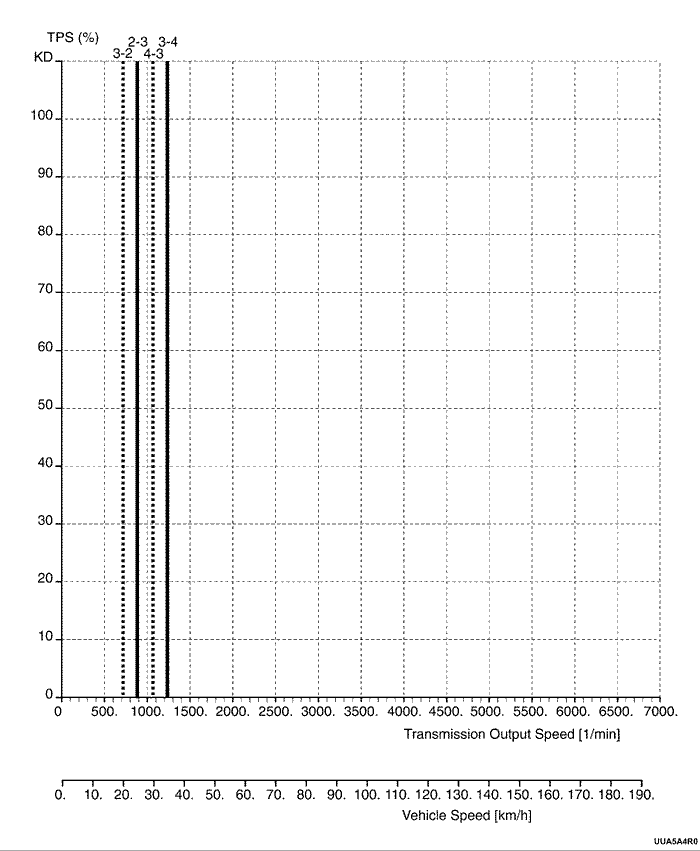 TPS (%)
2-3 3-4
3-2 4-3
KD
100
90
80
70
60
50
40
30
20
10
0
0 500. 1000. 1500. 2000. 2500. 3000. 3500. 4000. 4500. 5000. 5500. 6000. 6500. 7000.
Transmission Output Speed [1/min]
0. 10. 20. 30. 40. 50. 60. 70. 80. 90. 100. 110. 120. 130. 140. 150. 160. 170. 180. 190.
Vehicle Speed [km/h]
UUA5A4R0